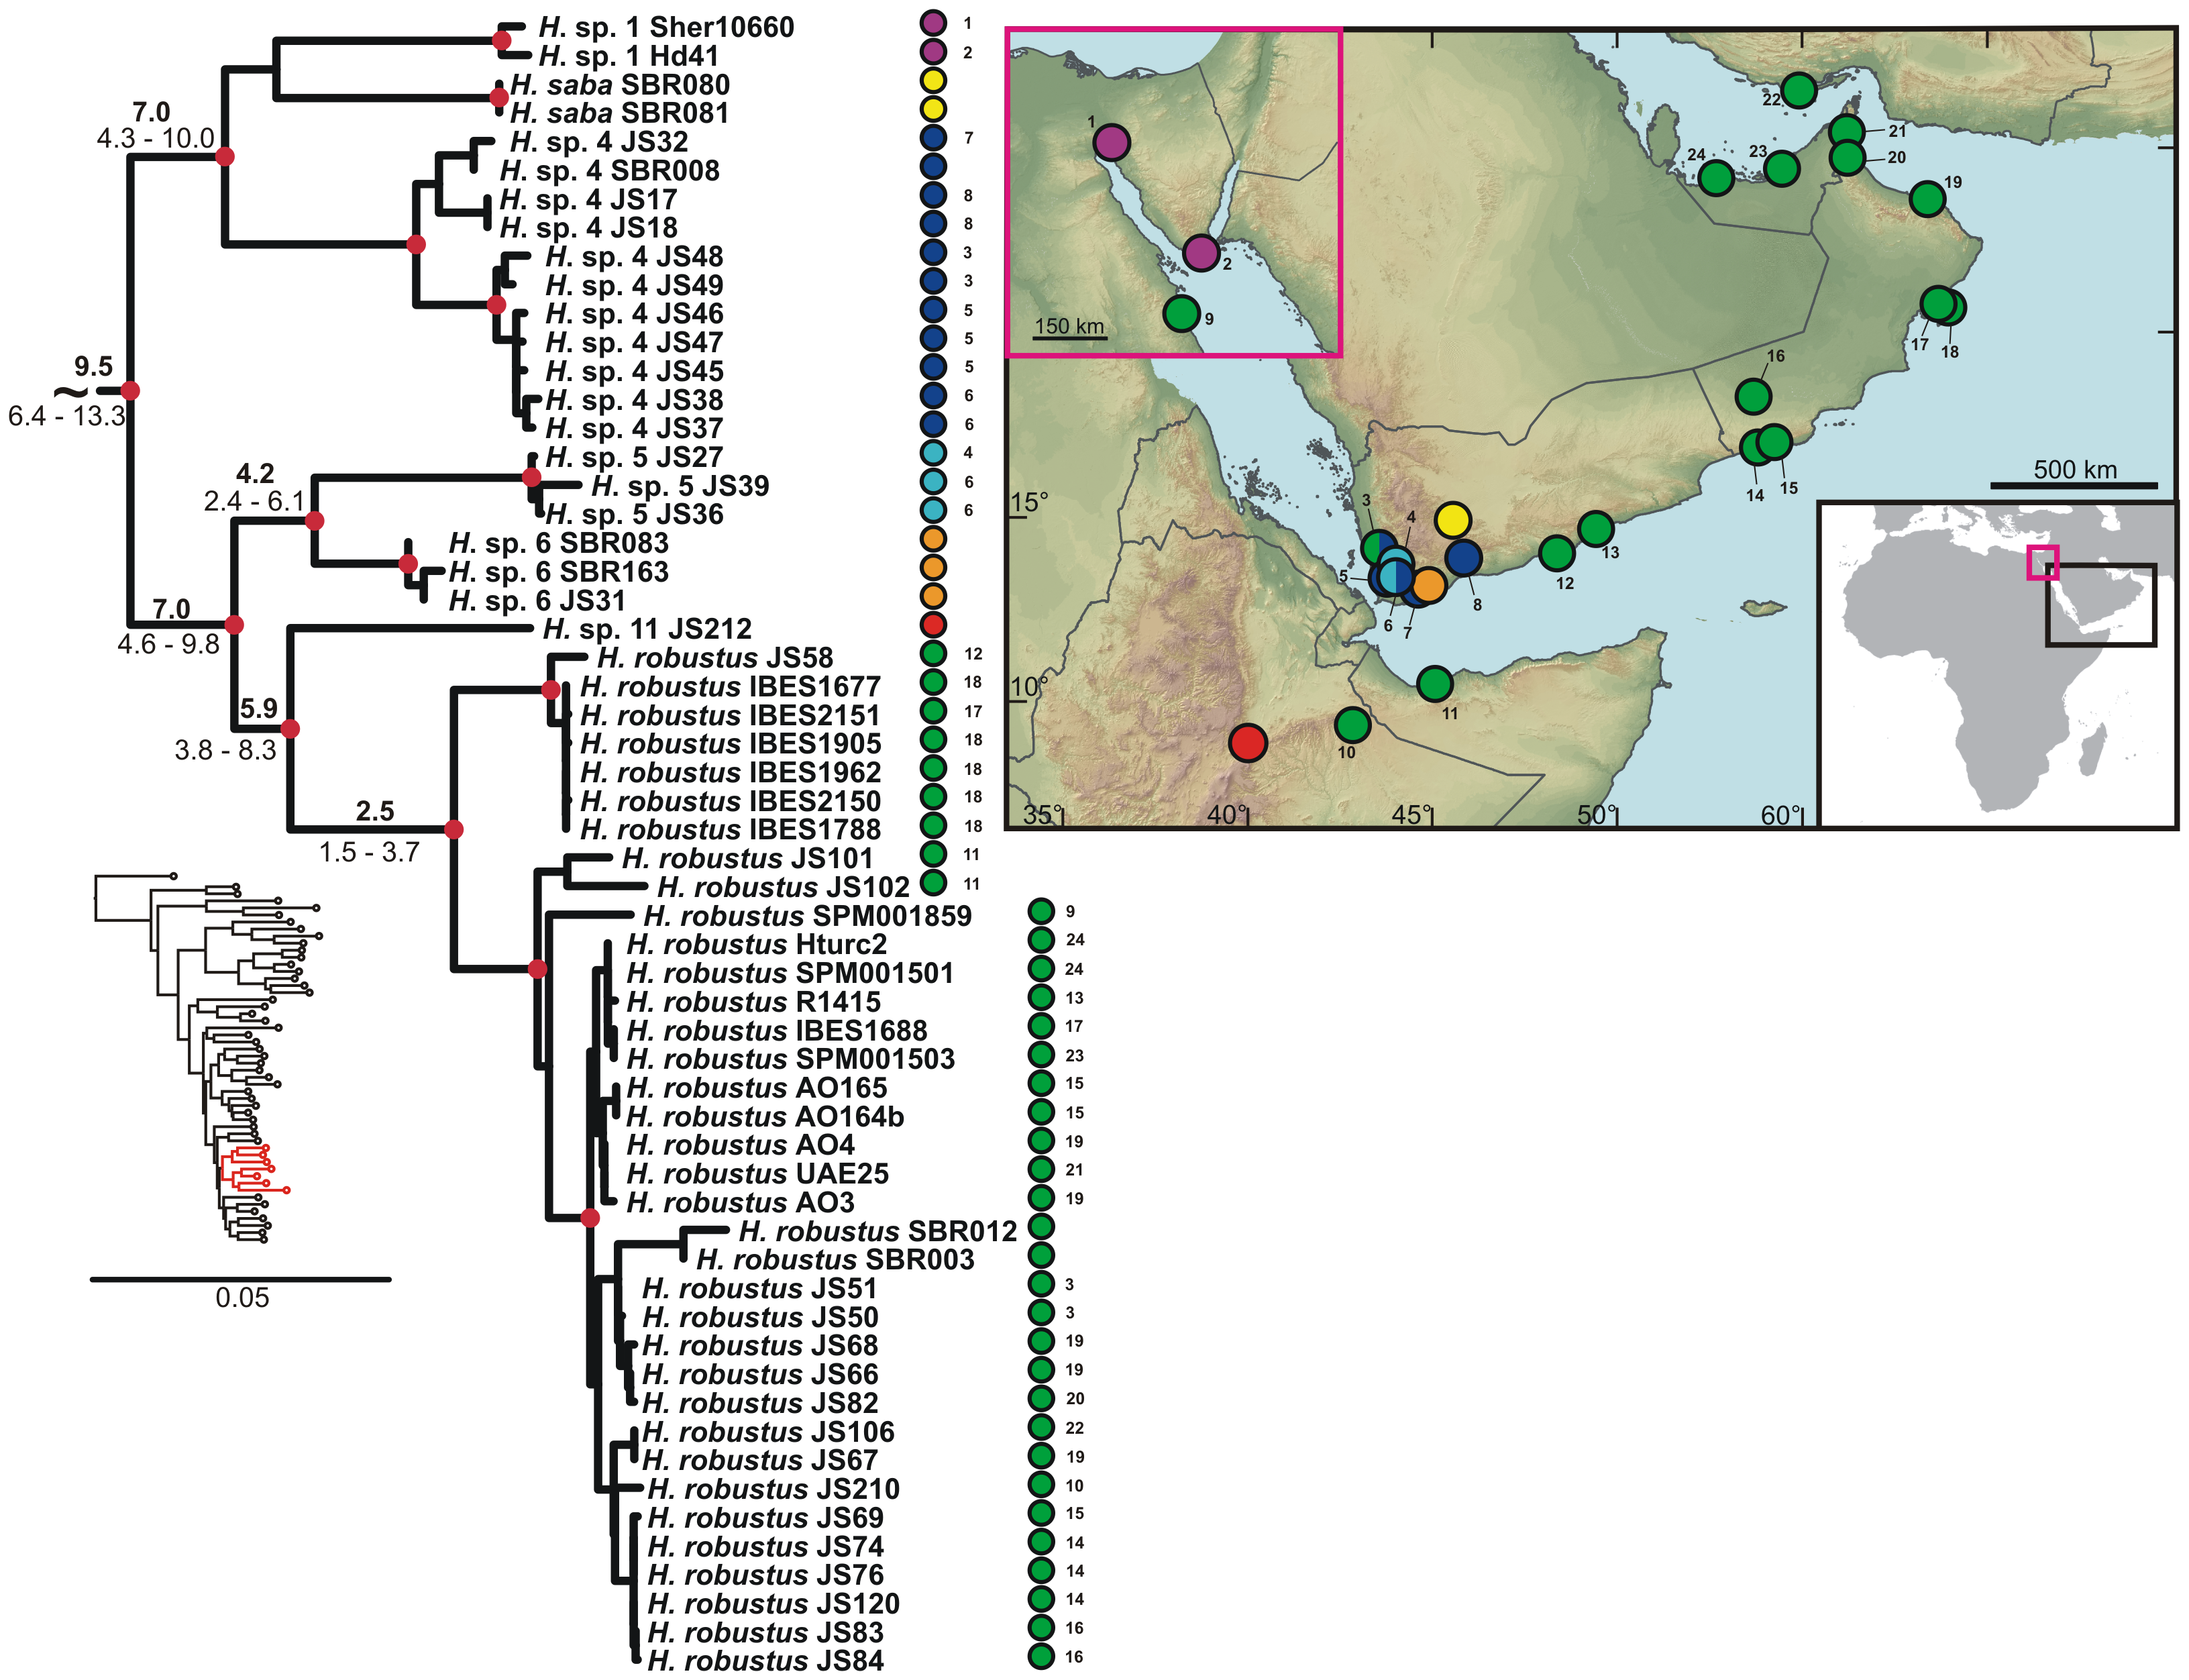 H. sp. 1 Sher10660 1
H. sp. 1 Hd41 2
H. saba SBR080
H. saba SBR081
7.0
4.3 - 10.0
H. sp. 4 JS32 7
H. sp. 4 SBR008
H. sp. 4 JS17 8
H. sp. 4 JS18 8
H. sp. 4 JS48 3
H. sp. 4 JS49 3
H. sp. 4 JS46 5
H. sp. 4 JS47 5
H. sp. 4 JS45 5
H. sp. 4 JS38 6
H. sp. 4 JS37 6
9.5
~
6.4 - 13.3
H. sp. 5 JS27 4
H. sp. 5 JS39 6
H. sp. 5 JS36 6
4.2
2.4 - 6.1
H. sp. 6 SBR083
H. sp. 6 SBR163
H. sp. 6 JS31
7.0
4.6 - 9.8
H. sp. 11 JS212
5.9
3.8 - 8.3
H. robustus JS58 12
H. robustus IBES1677 18
H. robustus IBES2151 17
H. robustus IBES1905 18
H. robustus IBES1962 18
H. robustus IBES2150 18
H. robustus IBES1788 18
2.5
1.5 - 3.7
H. robustus JS101 11
H. robustus JS102 11
H. robustus SPM001859 9
H. robustus Hturc2 24
H. robustus SPM001501 24
H. robustus R1415 13
H. robustus IBES1688 17
H. robustus SPM001503 23
H. robustus AO165 15
H. robustus AO164b 15
H. robustus AO4 19
H. robustus UAE25 21
H. robustus AO3 19
H. robustus SBR012
H. robustus SBR003
H. robustus JS51 3
H. robustus JS50 3
H. robustus JS68 19
H. robustus JS66 19
H. robustus JS82 20
H. robustus JS106 22
H. robustus JS67 19
H. robustus JS210 10
H. robustus JS69 15
H. robustus JS74 14
H. robustus JS76 14
H. robustus JS120 14
H. robustus JS83 16
H. robustus JS84 16
0.05
1
2
9
150 km
22
21
20
24
23
19
17
18
16
14
15
500 km
15°
3
4
5
6
7
8
12
13
10°
11
10
35°
40°
45°
50°
60°